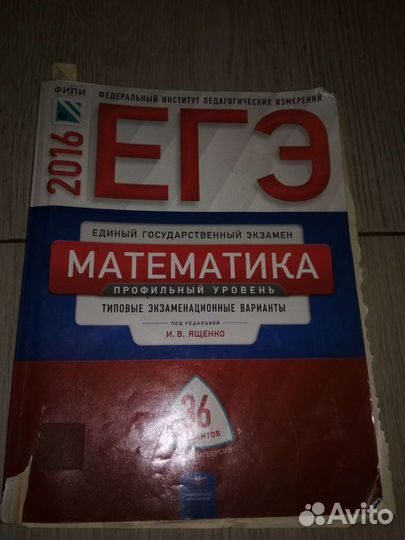 ФИПИ
ФЕДЕРАЛЬНЫЙ ИНСТИТУТ ПЕДАГОГИЧЕСКИХ ИЗМЕРЕНИЙ
2016
ЕГЭ
ЕДИНЫЙ ГОСУДАРСТВЕННЫЙ ЭКЗАМЕН
МАТЕМАТИКА
ПРОФИЛЬНЫЙ УРОВЕНЬ
ТИПОВЫЕ ЭКЗАМЕНАЦИОННЫЕ ВАРИАНТЫ
ПОД РЕДАКЦИЕЙ
И. В. ЯЩЕНКО
36
Avito